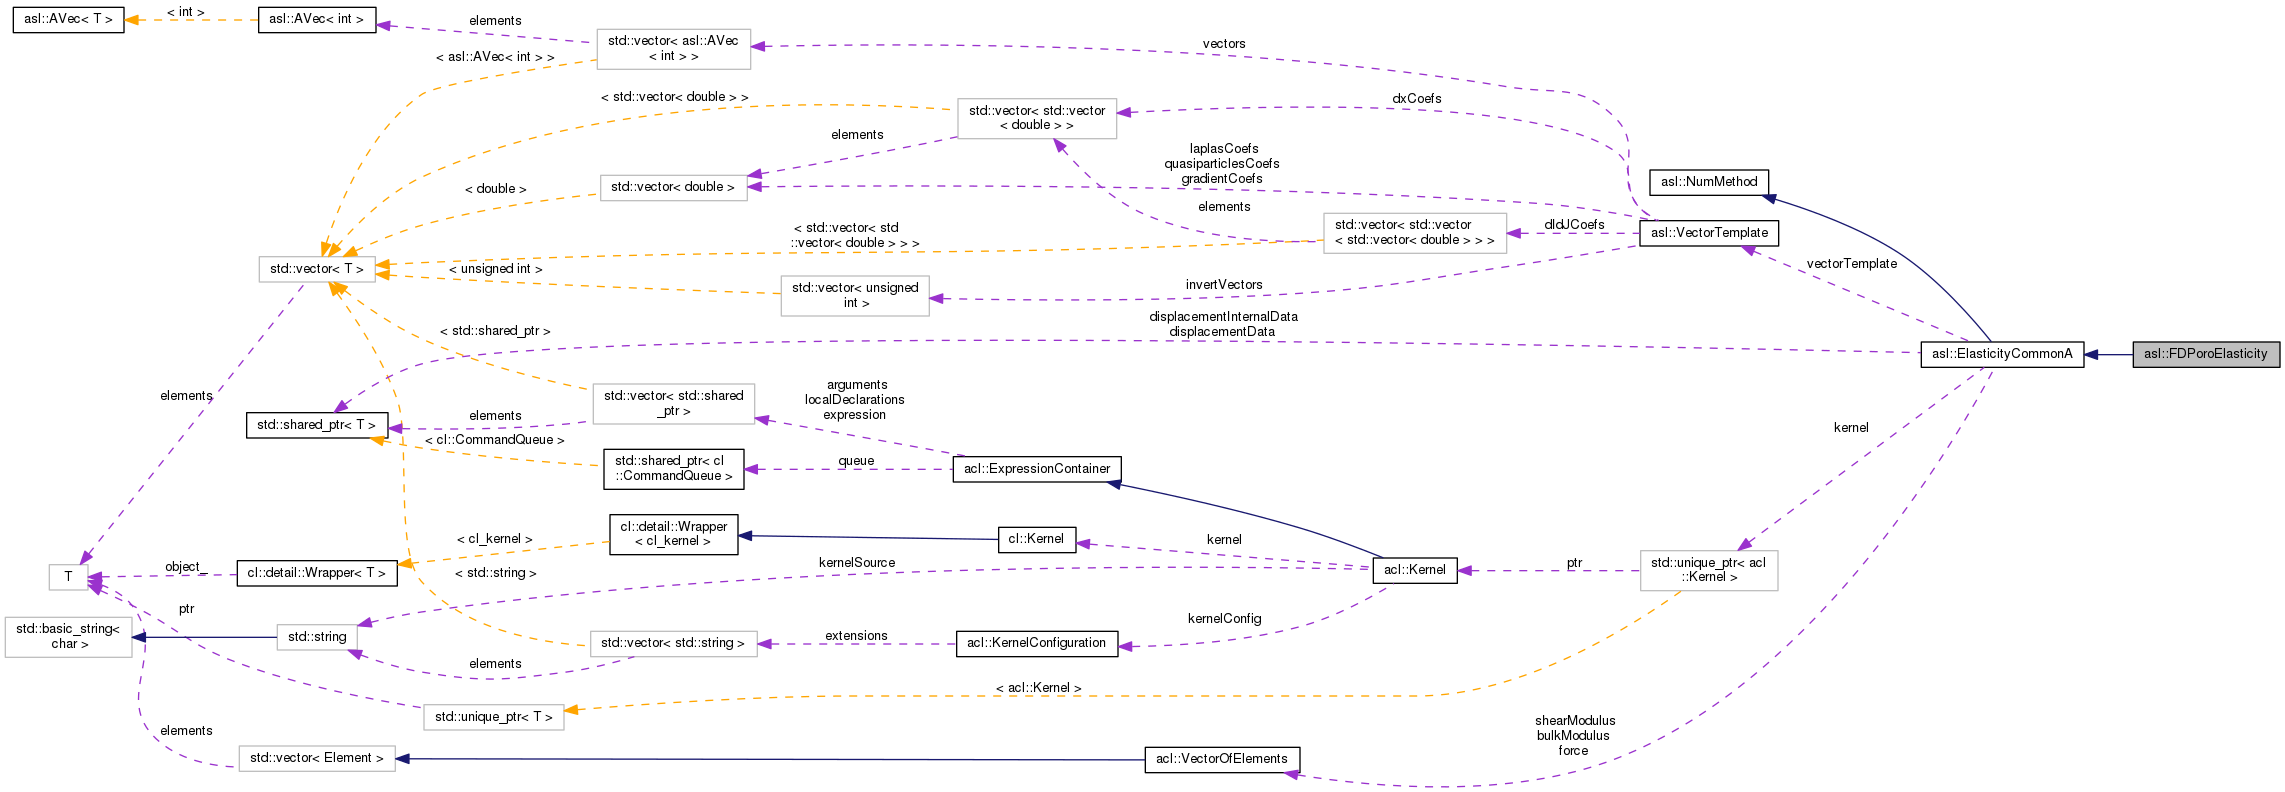 asl::AVec< T >
< int >
asl::AVec< int >
elements
std::vector< asl::AVec
< int > >
vectors
< asl::AVec< int > >
< std::vector< double > >
std::vector< std::vector
< double > >
dxCoefs
elements
laplasCoefs
quasiparticlesCoefs
gradientCoefs
asl::NumMethod
< double >
std::vector< double >
elements
std::vector< std::vector
< std::vector< double > > >
dIdJCoefs
asl::VectorTemplate
< std::vector< std
::vector< double > > >
std::vector< T >
< unsigned int >
std::vector< unsigned
int >
invertVectors
vectorTemplate
< std::shared_ptr >
displacementInternalData
displacementData
asl::ElasticityCommonA
asl::FDPoroElasticity
elements
std::vector< std::shared
_ptr >
arguments
localDeclarations
expression
std::shared_ptr< T >
elements
< cl::CommandQueue >
std::shared_ptr< cl
::CommandQueue >
queue
acl::ExpressionContainer
kernel
cl::detail::Wrapper
< cl_kernel >
< cl_kernel >
cl::Kernel
kernel
T
object_
cl::detail::Wrapper< T >
< std::string >
kernelSource
acl::Kernel
ptr
std::unique_ptr< acl
::Kernel >
ptr
std::basic_string<
char >
std::string
std::vector< std::string >
extensions
acl::KernelConfiguration
kernelConfig
elements
< acl::Kernel >
std::unique_ptr< T >
elements
std::vector< Element >
acl::VectorOfElements
shearModulus
bulkModulus
force